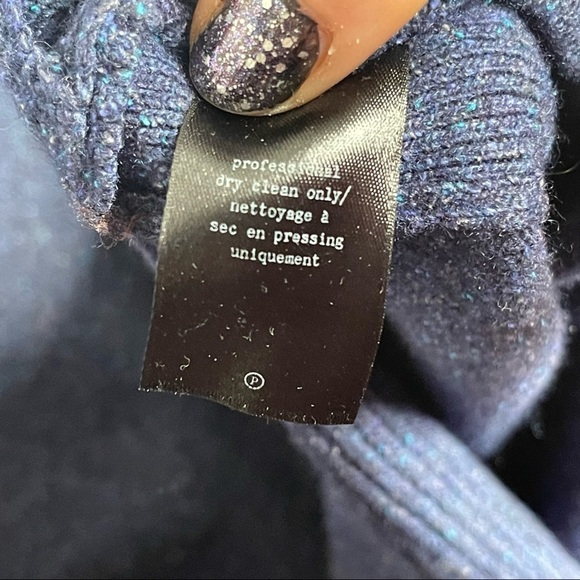 professional
dry clean only/
nettoyage à
sec en pressing
uniquement
P